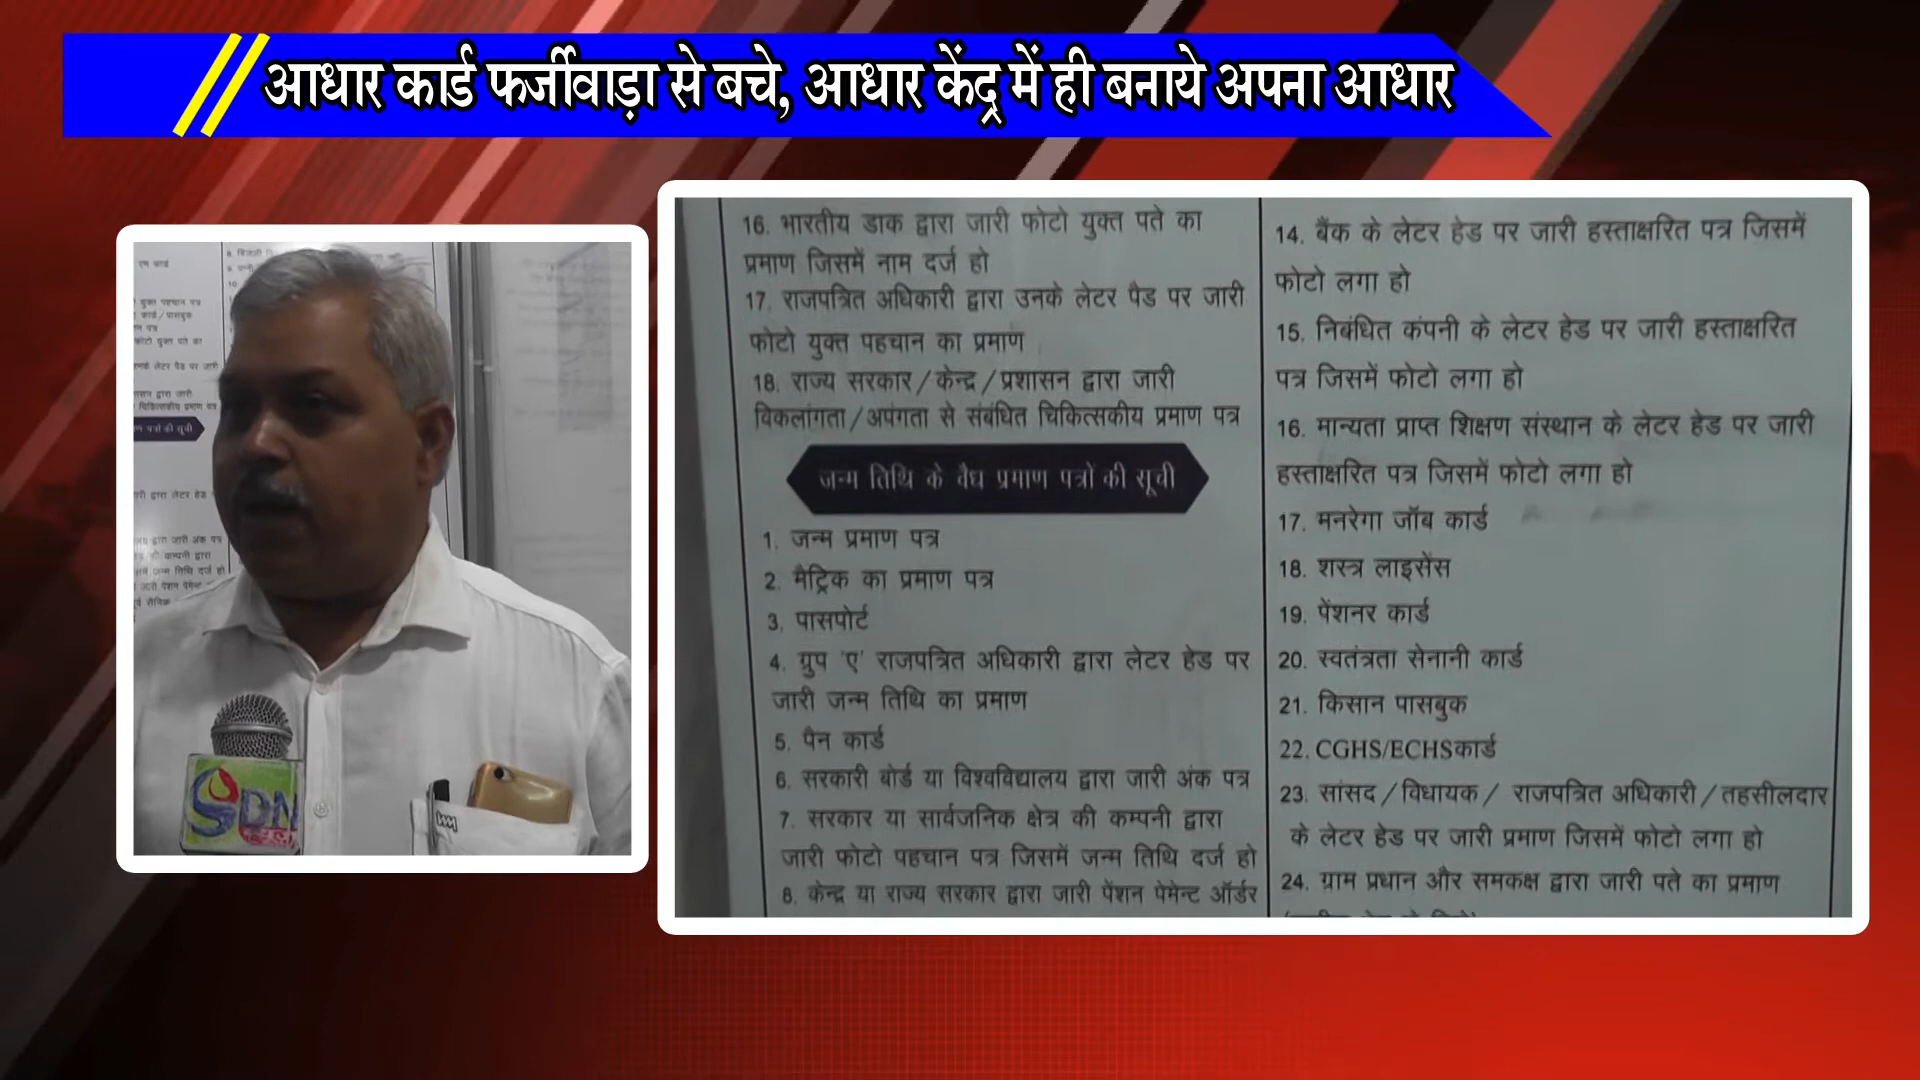 आधार कार्ड फर्जीवाड़ा से बचे, आधार केंद्र में ही बनाये अपना आधार
16. भारतीय डाक द्वारा जारी फोटो युक्त पते का
प्रमाण जिसमें नाम दर्ज हो
17. राजपत्रित अधिकारी द्वारा उनके लेटर पैड पर जारी
फोटो युक्त पहचान का प्रमाण
18. राज्य सरकार/केन्द्र/प्रशासन द्वारा जारी
विकलांगता/अपंगता से संबंधित चिकित्सकीय प्रमाण पत्र
जन्म तिथि के वैध प्रमाण पत्रों की सूची
1. जन्म प्रमाण पत्र
2. मैट्रिक का प्रमाण पत्र
3. पासपोर्ट
4. ग्रुप 'ए' राजपत्रित अधिकारी द्वारा लेटर हेड पर
जारी जन्म तिथि का प्रमाण
5. पैन कार्ड
6. सरकारी बोर्ड या विश्वविद्यालय द्वारा जारी अंक पत्र
7. सरकार या सार्वजनिक क्षेत्र की कम्पनी द्वारा
जारी फोटो पहचान पत्र जिसमें जन्म तिथि दर्ज हो
8. केन्द्र या राज्य सरकार द्वारा जारी पेंशन पेमेन्ट ऑर्डर
14. बैंक के लेटर हेड पर जारी हस्ताक्षरित पत्र जिसमें
फोटो लगा हो
15. निबंधित कंपनी के लेटर हेड पर जारी हस्ताक्षरित
पत्र जिसमें फोटो लगा हो
16. मान्यता प्राप्त शिक्षण संस्थान के लेटर हेड पर जारी
हस्ताक्षरित पत्र जिसमें फोटो लगा हो
17. मनरेगा जॉब कार्ड
18. शस्त्र लाइसेंस
19. पेंशनर कार्ड
20. स्वतंत्रता सेनानी कार्ड
21. किसान पासबुक
22. CGHS/ECHSकार्ड
23. सांसद/विधायक/ राजपत्रित अधिकारी/तहसीलदार
के लेटर हेड पर जारी प्रमाण जिसमें फोटो लगा हो
24. ग्राम प्रधान और समकक्ष द्वारा जारी पते का प्रमाण
SDN